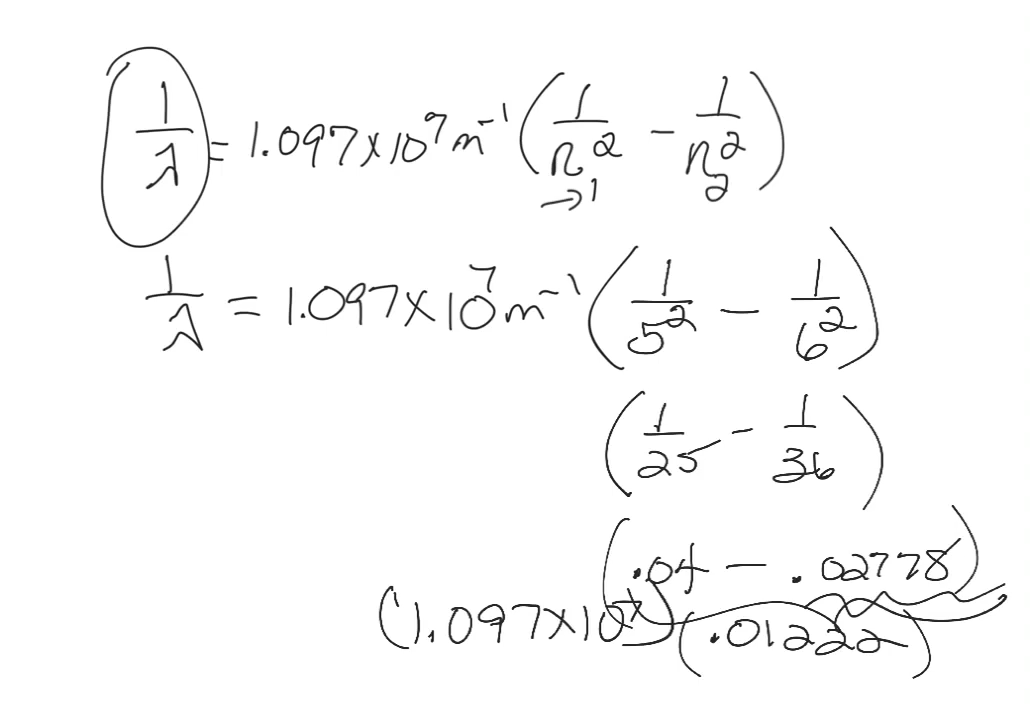 1/λ = 1.097×10⁷ m⁻¹ (1/n₁² − 1/n₂²)
1/λ = 1.097×10⁷ m⁻¹ (1/5² − 1/6²)
(1/25 − 1/36)
(.04 − .02778)
(1.097×10⁷)(.01222)